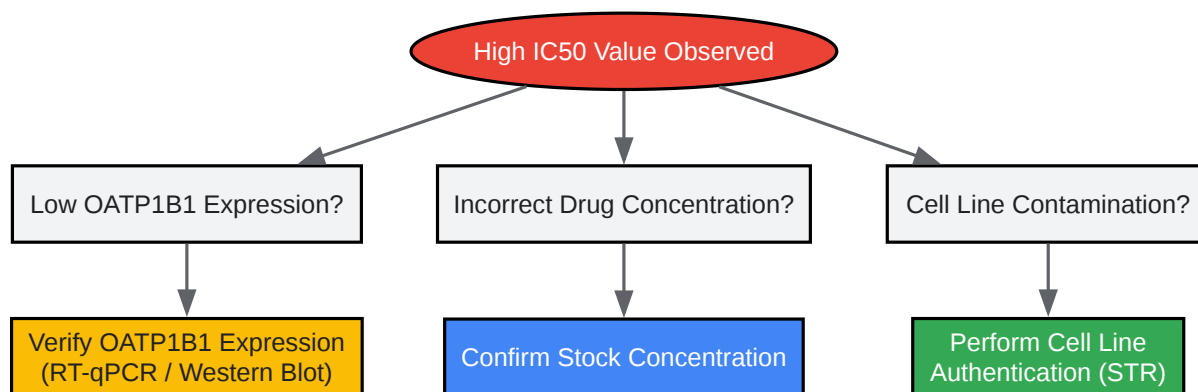 High IC50 Value Observed
Low OATP1B1 Expression?
Incorrect Drug Concentration?
Cell Line Contamination?
Verify OATP1B1 Expression
(RT-qPCR / Western Blot)
Confirm Stock Concentration
Perform Cell Line
Authentication (STR)